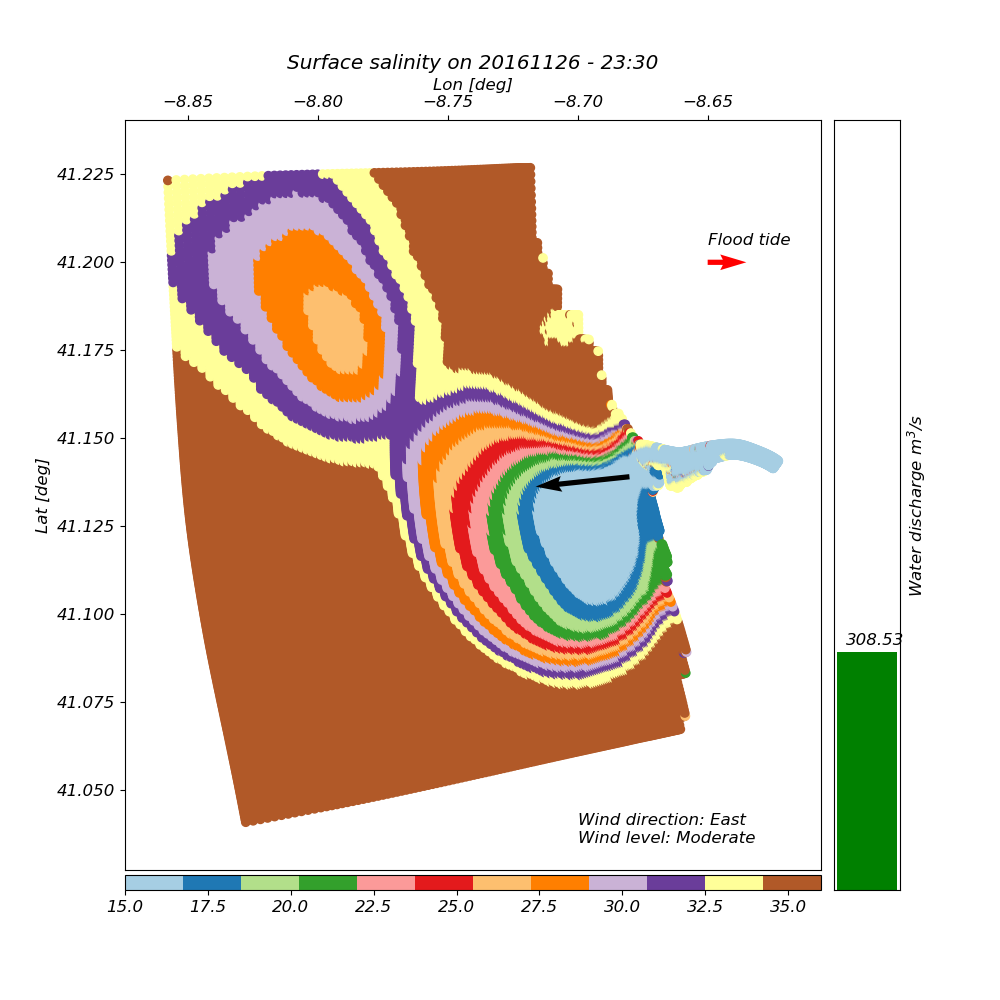 Surface salinity on 20161126 - 23:30
Lon [deg]
−8.85 −8.80 −8.75 −8.70 −8.65
41.225
41.200
41.175
41.150
41.125
41.100
41.075
41.050
Lat [deg]
Flood tide
Wind direction: East
Wind level: Moderate
15.0 17.5 20.0 22.5 25.0 27.5 30.0 32.5 35.0
308.53
Water discharge m³/s